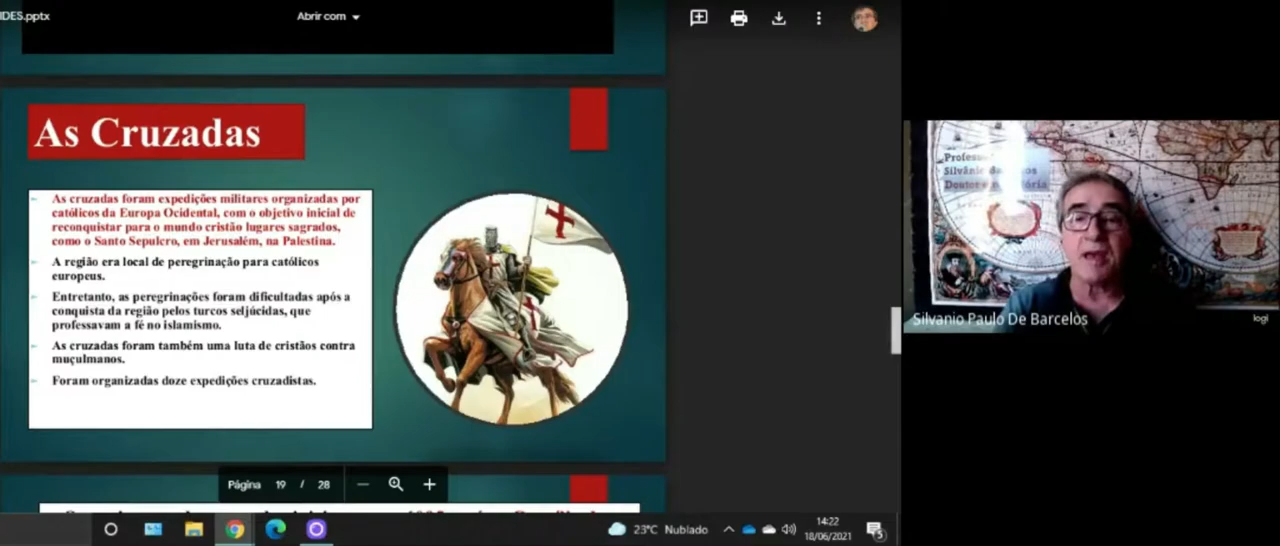 IDES.pptx
Abrir com
As Cruzadas
As cruzadas foram expedições militares organizadas por
católicos da Europa Ocidental, com o objetivo inicial de
reconquistar para o mundo cristão lugares sagrados,
como o Santo Sepulcro, em Jerusalém, na Palestina.
A região era local de peregrinação para católicos
europeus.
Entretanto, as peregrinações foram dificultadas após a
conquista da região pelos turcos seljúcidas, que
professavam a fé no islamismo.
As cruzadas foram também uma luta de cristãos contra
muçulmanos.
Foram organizadas doze expedições cruzadistas.
Página 19 / 28
Silvanio Paulo De Barcelos
logi
23°C Nublado
14:22
18/06/2021
5